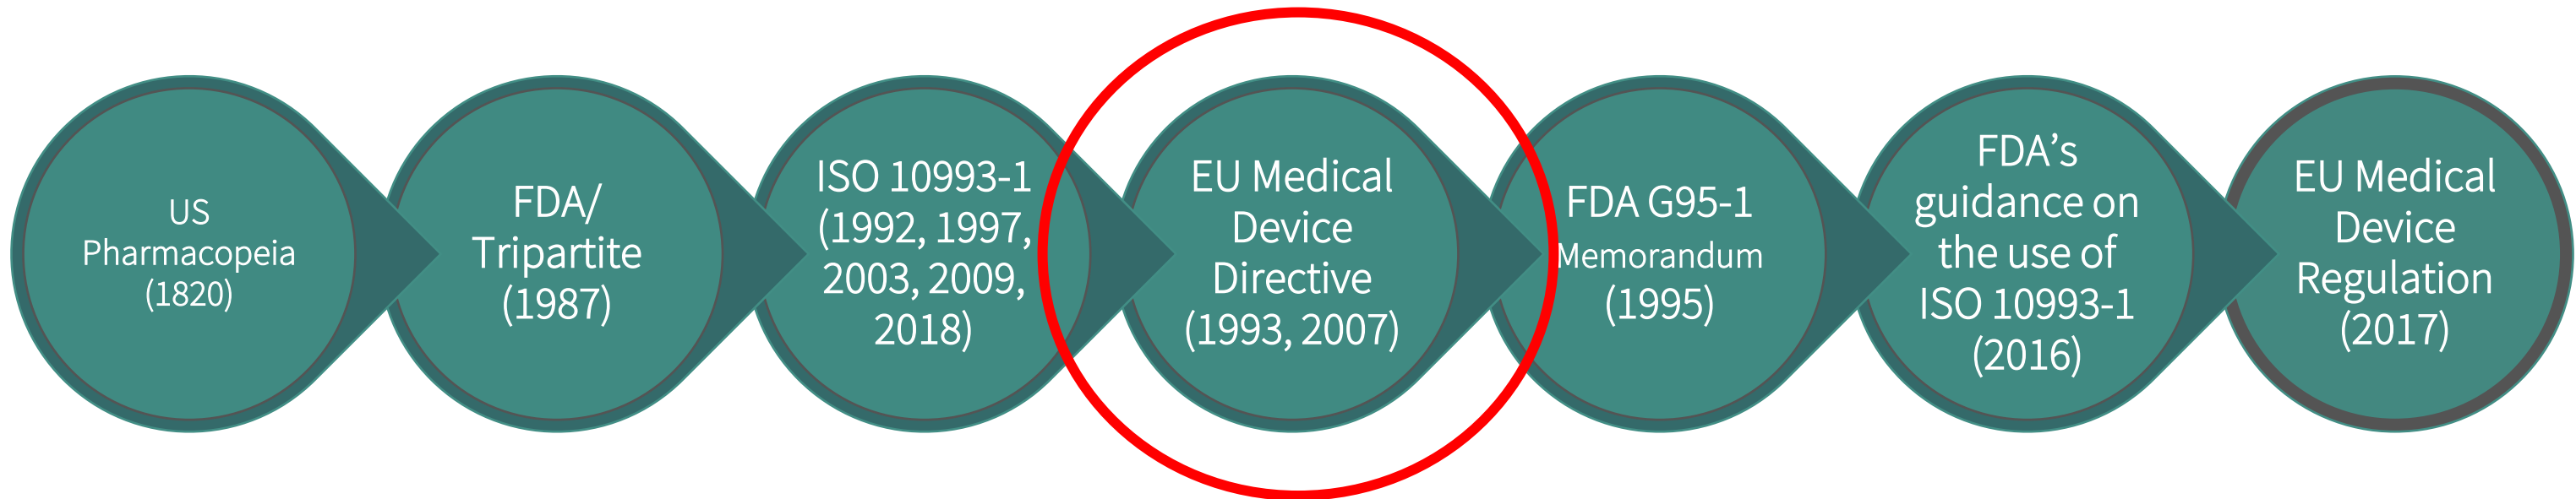 US
Pharmacopeia
(1820)
FDA/
Tripartite
(1987)
ISO 10993-1
(1992, 1997,
2003, 2009,
2018)
EU Medical
Device
Directive
(1993, 2007)
FDA G95-1
Memorandum
(1995)
FDA’s
guidance on
the use of
ISO 10993-1
(2016)
EU Medical
Device
Regulation
(2017)